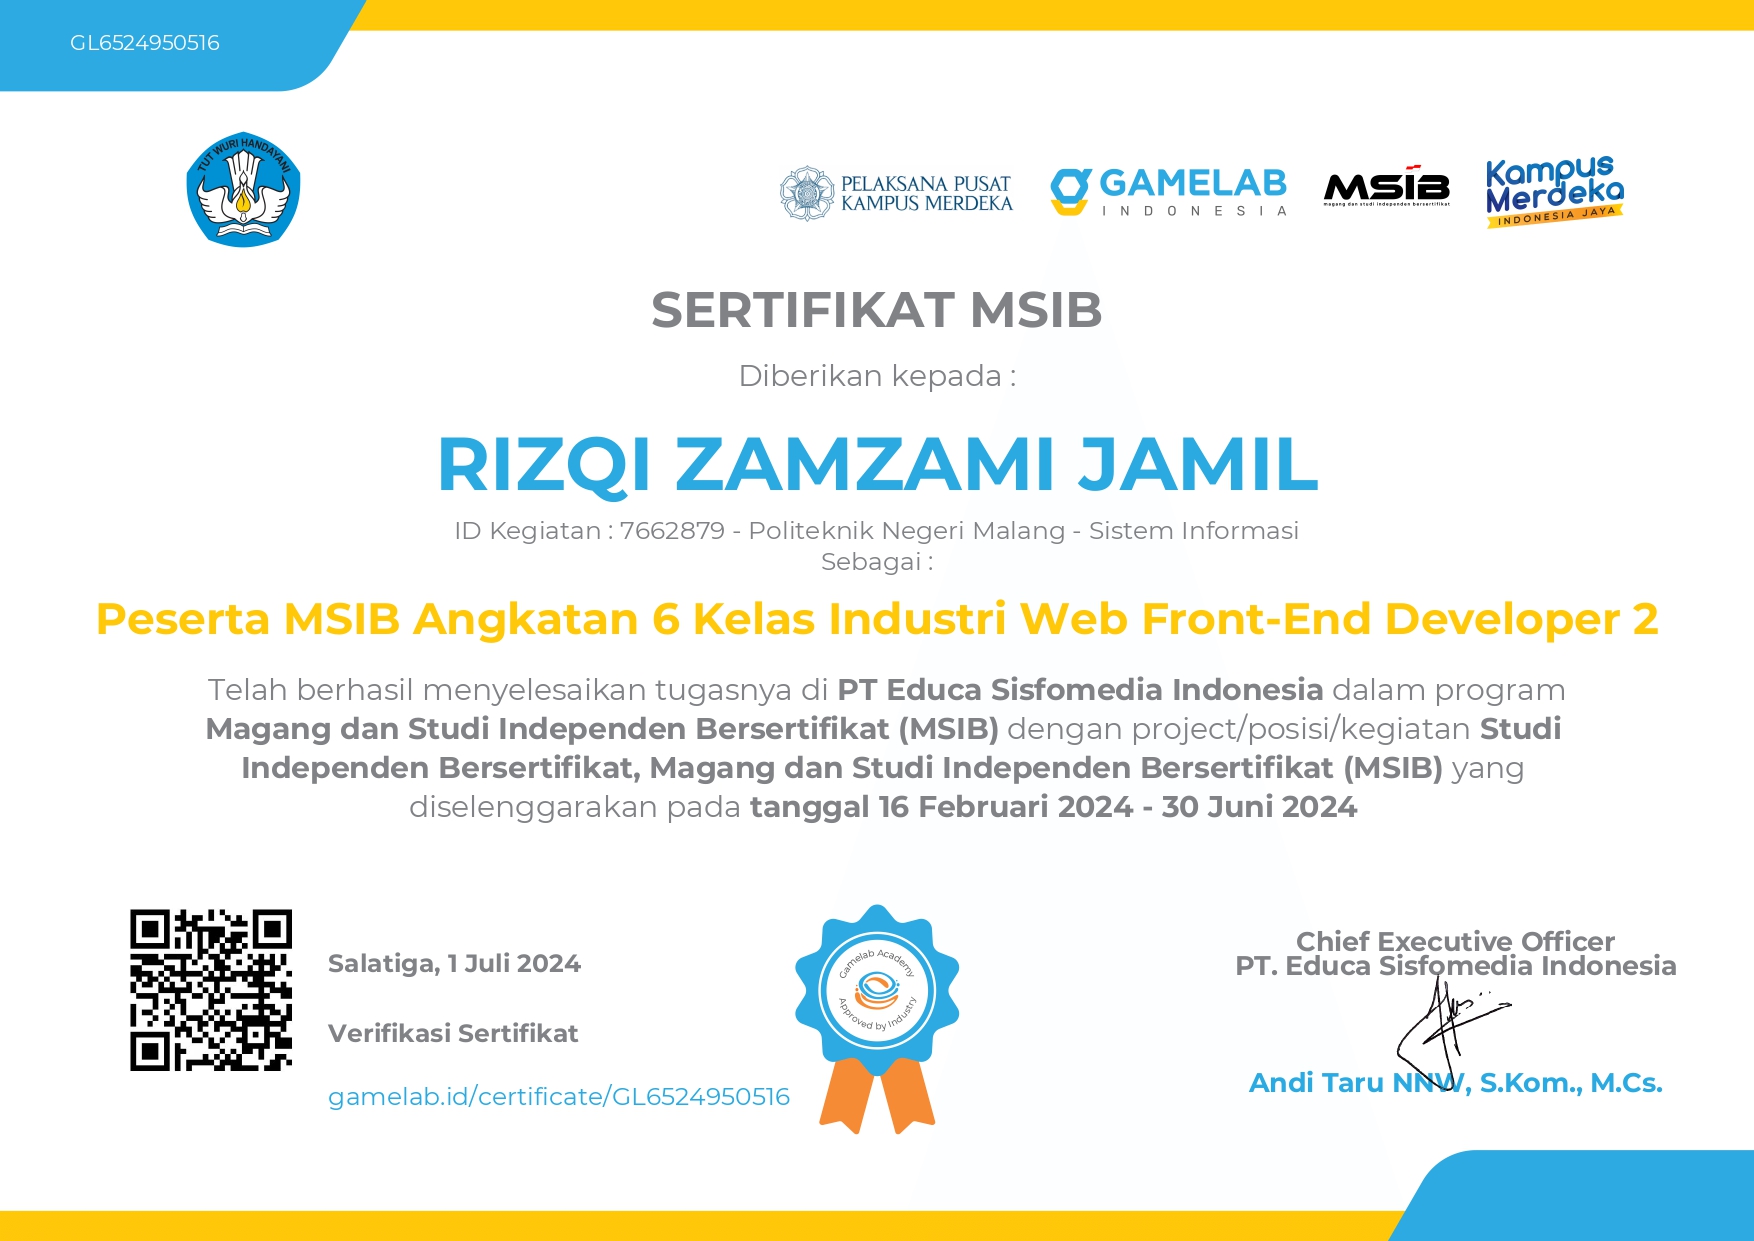 GL6524950516
TUT WURI HANDAYANI
PELAKSANA PUSAT
KAMPUS MERDEKA
GAMELAB
INDONESIA
MSIB
magang dan studi independen bersertifikat
Kampus
Merdeka
INDONESIA JAYA
SERTIFIKAT MSIB
Diberikan kepada :
RIZQI ZAMZAMI JAMIL
ID Kegiatan : 7662879 - Politeknik Negeri Malang - Sistem Informasi
Sebagai :
Peserta MSIB Angkatan 6 Kelas Industri Web Front-End Developer 2
Telah berhasil menyelesaikan tugasnya di PT Educa Sisfomedia Indonesia dalam program
Magang dan Studi Independen Bersertifikat (MSIB) dengan project/posisi/kegiatan Studi
Independen Bersertifikat, Magang dan Studi Independen Bersertifikat (MSIB) yang
diselenggarakan pada tanggal 16 Februari 2024 - 30 Juni 2024
Salatiga, 1 Juli 2024
Verifikasi Sertifikat
gamelab.id/certificate/GL6524950516
Gamelab Academy
Approved by Industry
Chief Executive Officer
PT. Educa Sisfomedia Indonesia
Andi Taru NNW, S.Kom., M.Cs.